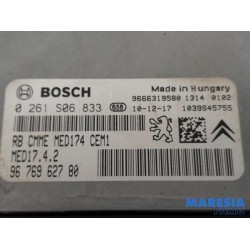 BOSCH
Made in Hungary
9666319580 1314 0102
0 261 S06 833 658 10-12-17 1039S45755
RB CMME MED174 CEM1
MED17.4.2
96 769 627 80
MARESIA